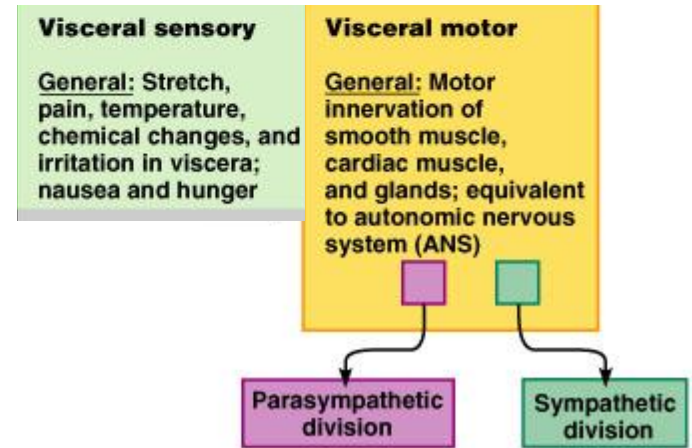 Visceral sensory
General: Stretch,
pain, temperature,
chemical changes, and
irritation in viscera;
nausea and hunger
Visceral motor
General: Motor
innervation of
smooth muscle,
cardiac muscle,
and glands; equivalent
to autonomic nervous
system (ANS)
Parasympathetic
division
Sympathetic
division